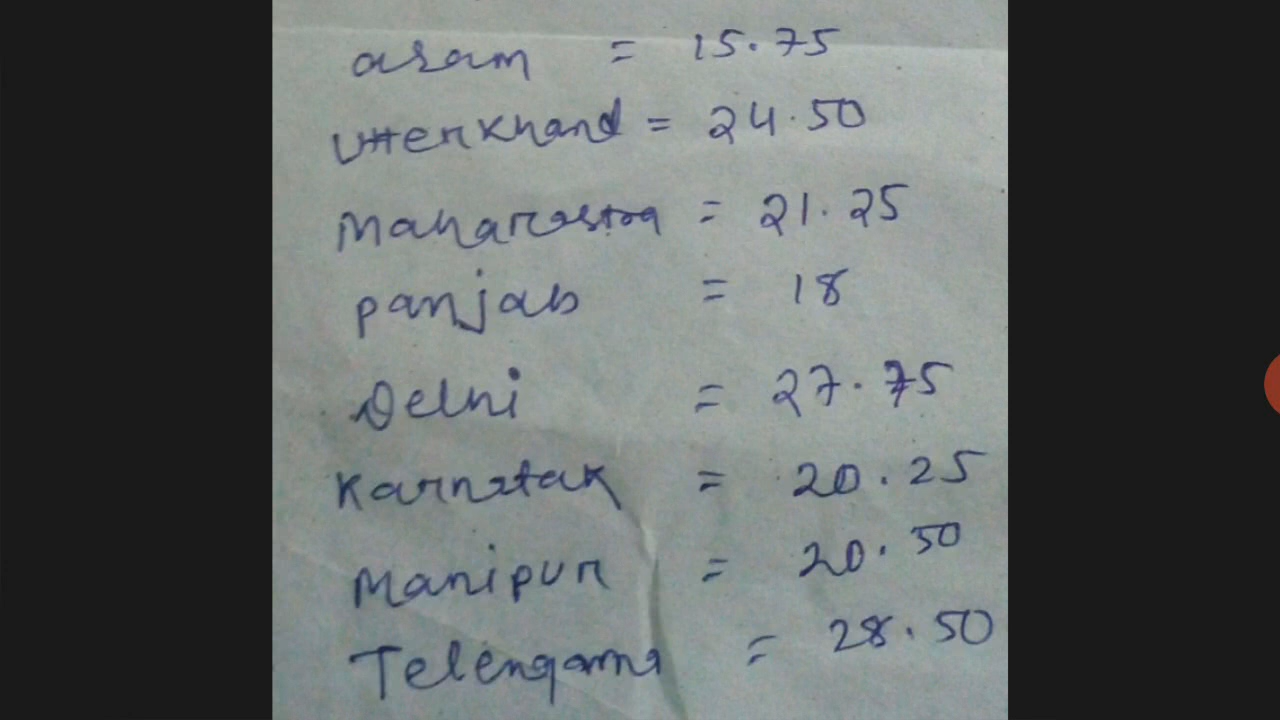 asam = 15.75
Utterkhand = 24.50
Maharastra = 21.25
panjab = 18
Delhi = 27.75
Karnatak = 20.25
Manipur = 20.50
Telengana = 28.50